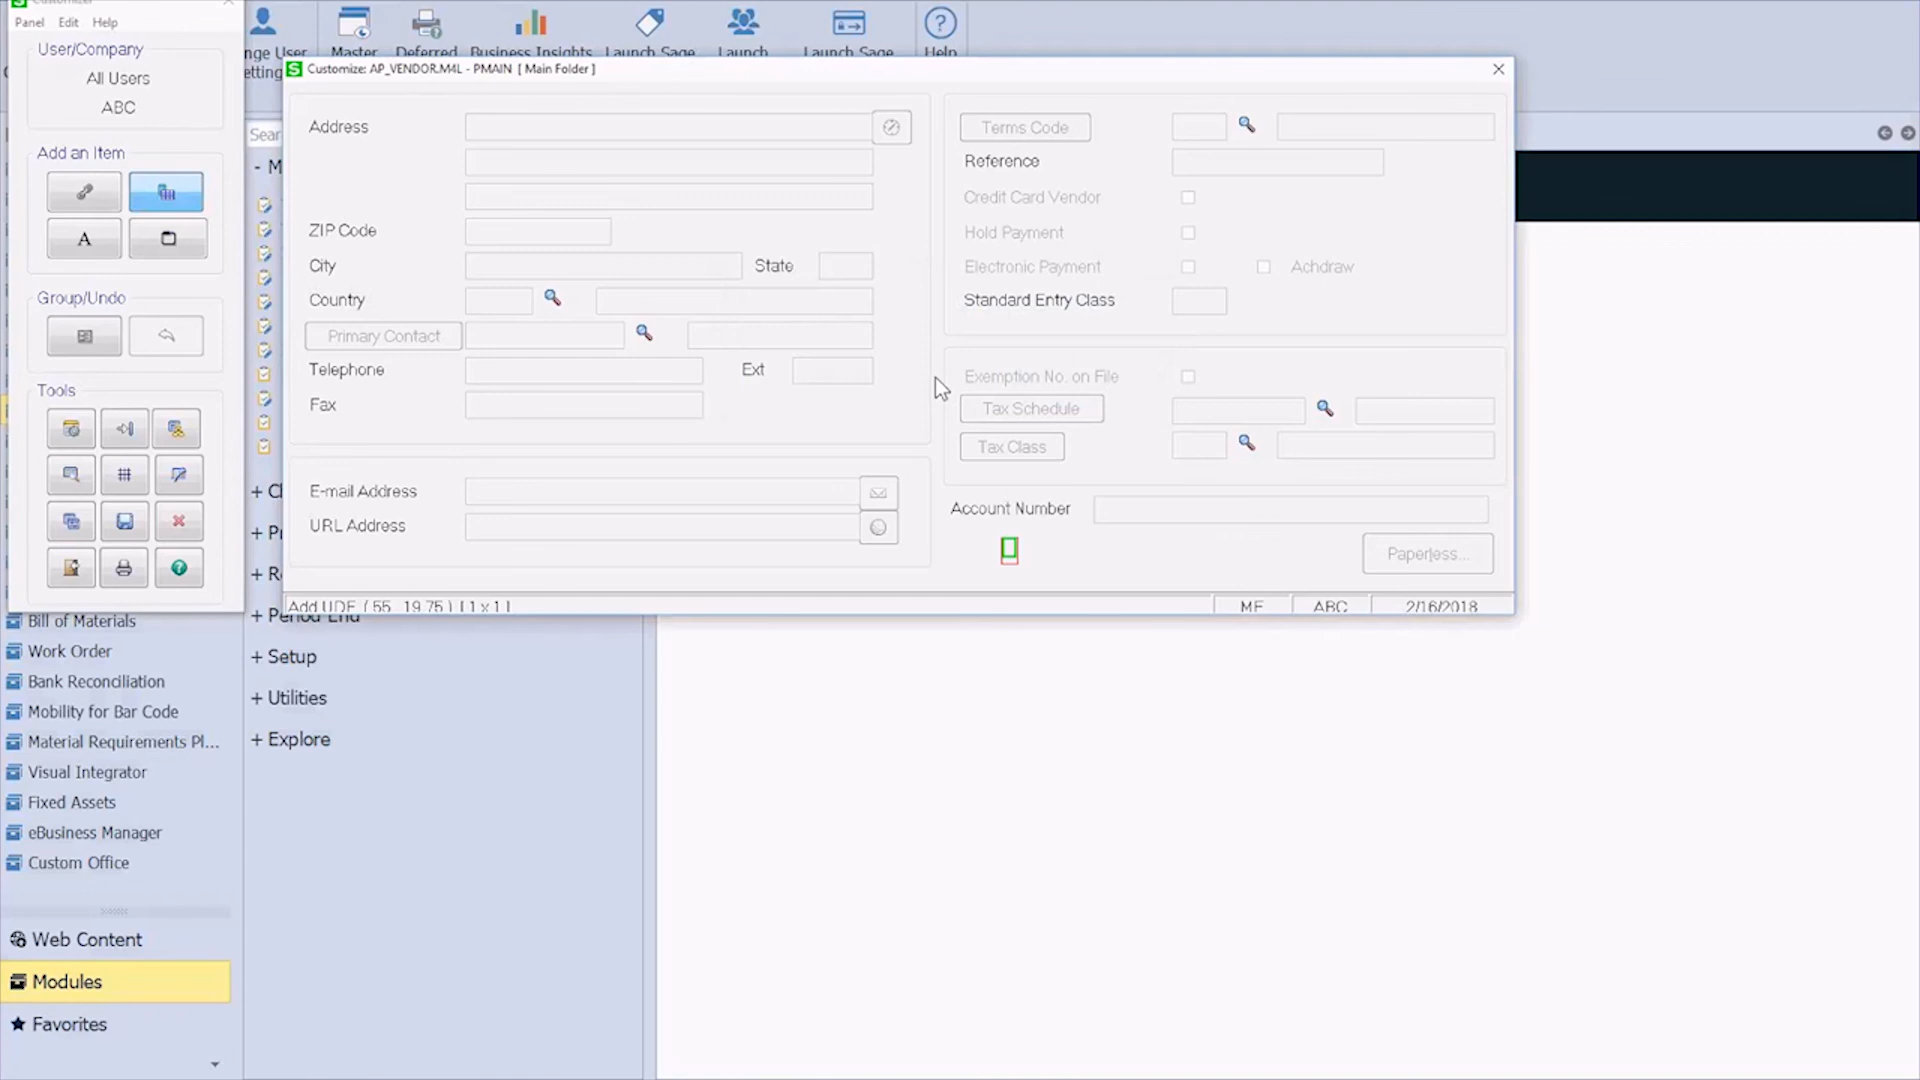 Panel Edit Help
User/Company
All Users
ABC
Add an Item
A
Group/Undo
Tools
Bill of Materials
Work Order
Bank Reconciliation
Mobility for Bar Code
Material Requirements Pl...
Visual Integrator
Fixed Assets
eBusiness Manager
Custom Office
Web Content
Modules
Favorites
nge User
Master
Deferred
Business Insights
Launch Sage
Launch
Launch Sage
Help
Sear
- M
+ Setup
+ Utilities
+ Explore
Customize: AP_VENDOR.M4L - PMAIN [ Main Folder ]
Address
ZIP Code
City
State
Country
Primary Contact
Telephone
Ext
Fax
E-mail Address
URL Address
Terms Code
Reference
Credit Card Vendor
Hold Payment
Electronic Payment
Achdraw
Standard Entry Class
Exemption No. on File
Tax Schedule
Tax Class
Account Number
Paperless...
Add UDF ( 55 19.75 ) [ 1 x 1 ]
ABC
2/16/2018
+ Period End